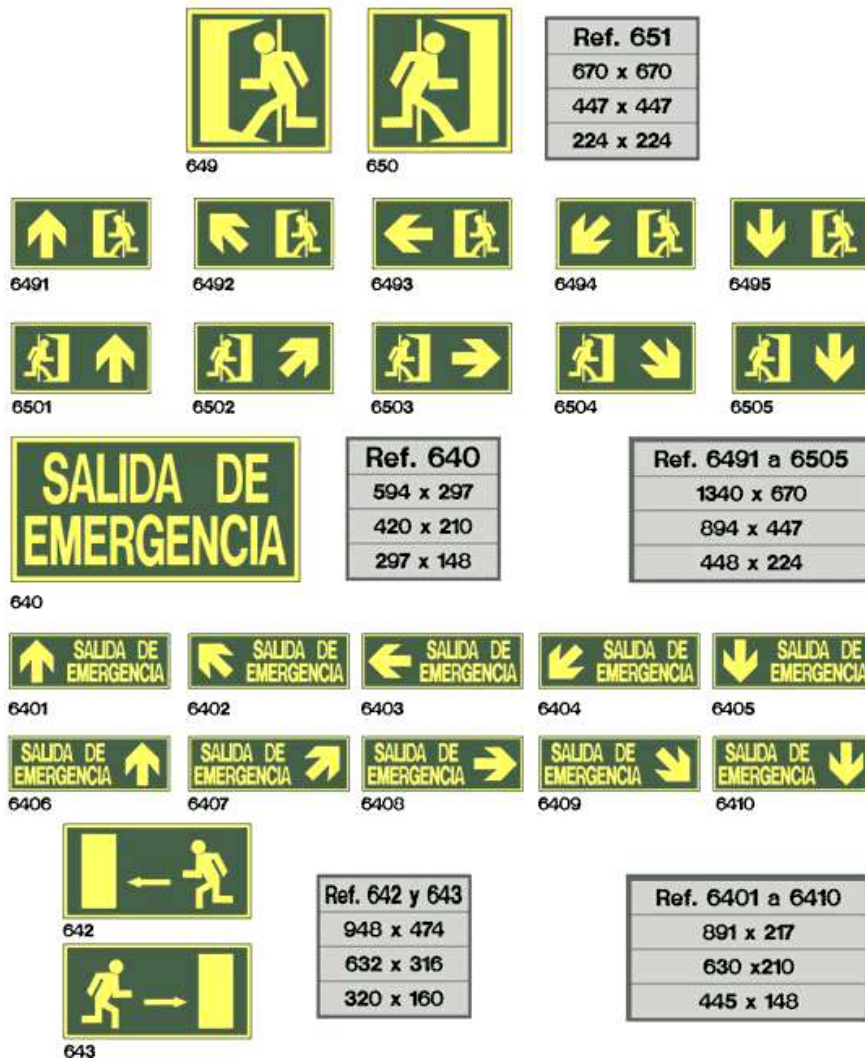 649
650
Ref. 651
670 x 670
447 x 447
224 x 224
6491
6492
6493
6494
6495
6501
6502
6503
6504
6505
SALIDA DE
EMERGENCIA
640
Ref. 640
594 x 297
420 x 210
297 x 148
Ref. 6491 a 6505
1340 x 670
894 x 447
448 x 224
SALIDA DE
EMERGENCIA
6401
SALIDA DE
EMERGENCIA
6402
SALIDA DE
EMERGENCIA
6403
SALIDA DE
EMERGENCIA
6404
SALIDA DE
EMERGENCIA
6405
SALIDA DE
EMERGENCIA
6406
SALIDA DE
EMERGENCIA
6407
SALIDA DE
EMERGENCIA
6408
SALIDA DE
EMERGENCIA
6409
SALIDA DE
EMERGENCIA
6410
642
643
Ref. 642 y 643
948 x 474
632 x 316
320 x 160
Ref. 6401 a 6410
891 x 217
630 x210
445 x 148